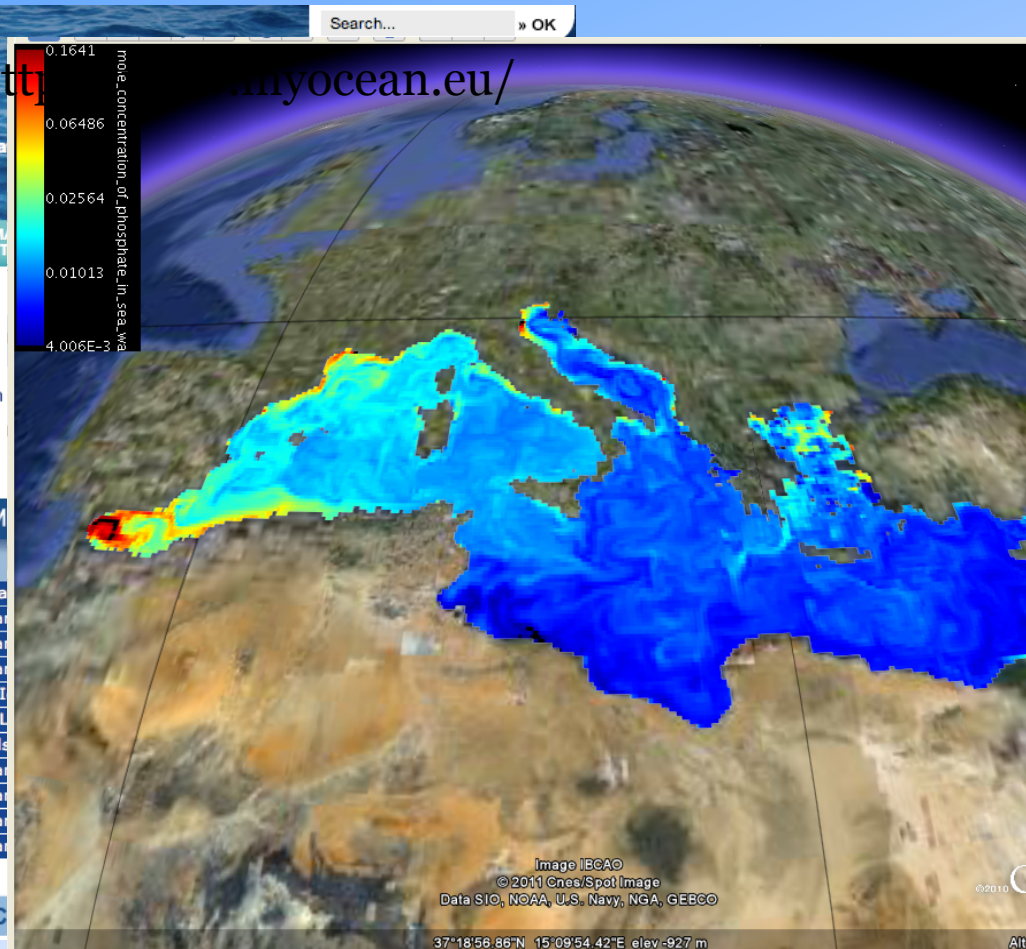 Search... » OK
0.1641
.myocean.eu/
0.06486
0.02564
0.01013
4.006E-3
mole_concentration_of_phosphate_in_sea_wa
Image IBCAO
© 2011 Cnes/Spot Image
Data SIO, NOAA, U.S. Navy, NGA, GEBCO
©2010
37°18'56.86"N 15°09'54.42"E elev -927 m
Alt